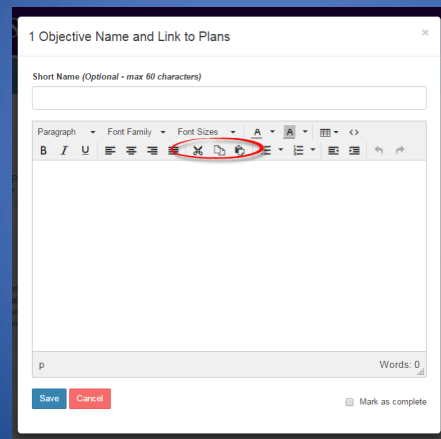 1 Objective Name and Link to Plans ×
Short Name (Optional - max 60 characters)
Paragraph Font Family Font Sizes A A
B I U
p Words: 0
Save Cancel Mark as complete